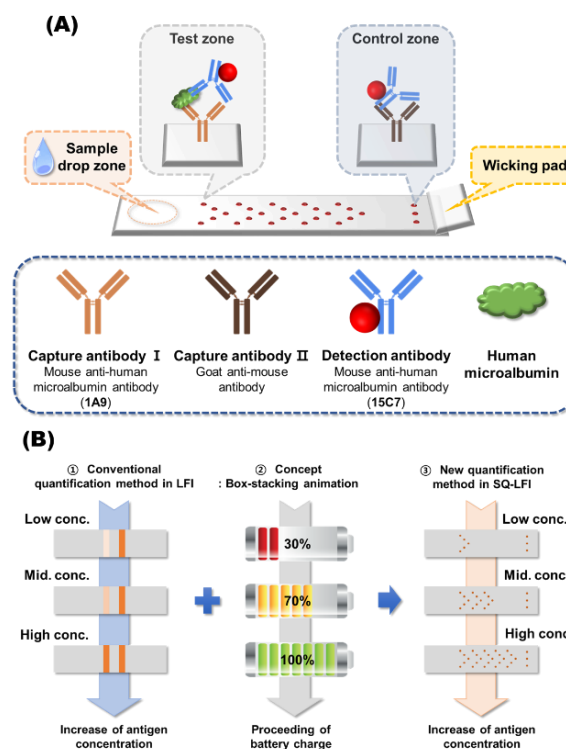 (A)
Test zone
Control zone
Sample
drop zone
Wicking pad
Capture antibody Ⅰ
Mouse anti-human
microalbumin antibody
(1A9)
Capture antibody Ⅱ
Goat anti-mouse
antibody
Detection antibody
Mouse anti-human
microalbumin antibody
(15C7)
Human
microalbumin
(B)
① Conventional
quantification method in LFI
② Concept
: Box-stacking animation
③ New quantification
method in SQ-LFI
Low conc.
Mid. conc.
High conc.
30%
70%
100%
Low conc.
Mid. conc.
High conc.
Increase of antigen
concentration
Proceeding of
battery charge
Increase of antigen
concentration